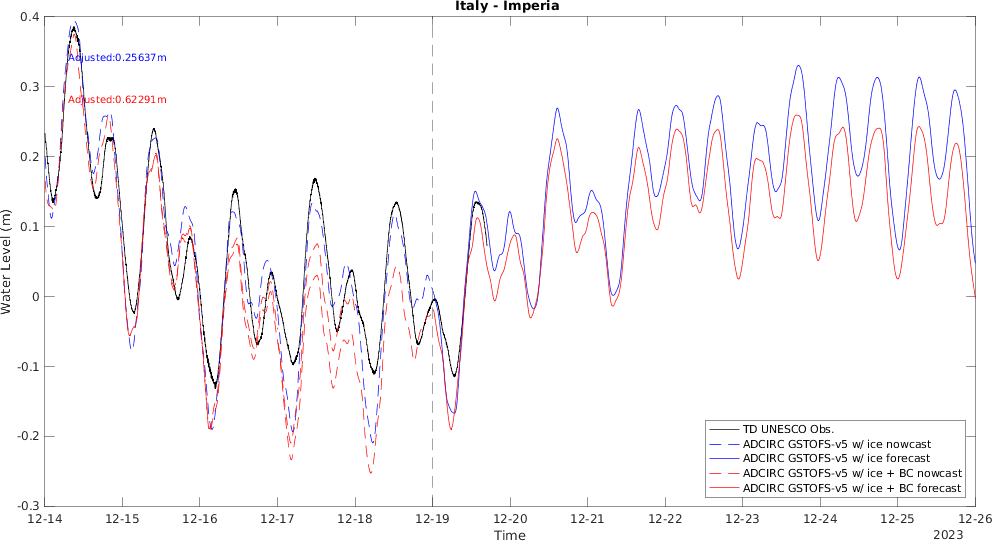 Italy - Imperia
Water Level (m)
0.4
0.3
0.2
0.1
0
-0.1
-0.2
-0.3
Adjusted:0.25637m
Adjusted:0.62291m
TD UNESCO Obs.
ADCIRC GSTOFS-v5 w/ ice nowcast
ADCIRC GSTOFS-v5 w/ ice forecast
ADCIRC GSTOFS-v5 w/ ice + BC nowcast
ADCIRC GSTOFS-v5 w/ ice + BC forecast
12-14 12-15 12-16 12-17 12-18 12-19 12-20 12-21 12-22 12-23 12-24 12-25 12-26
Time
2023